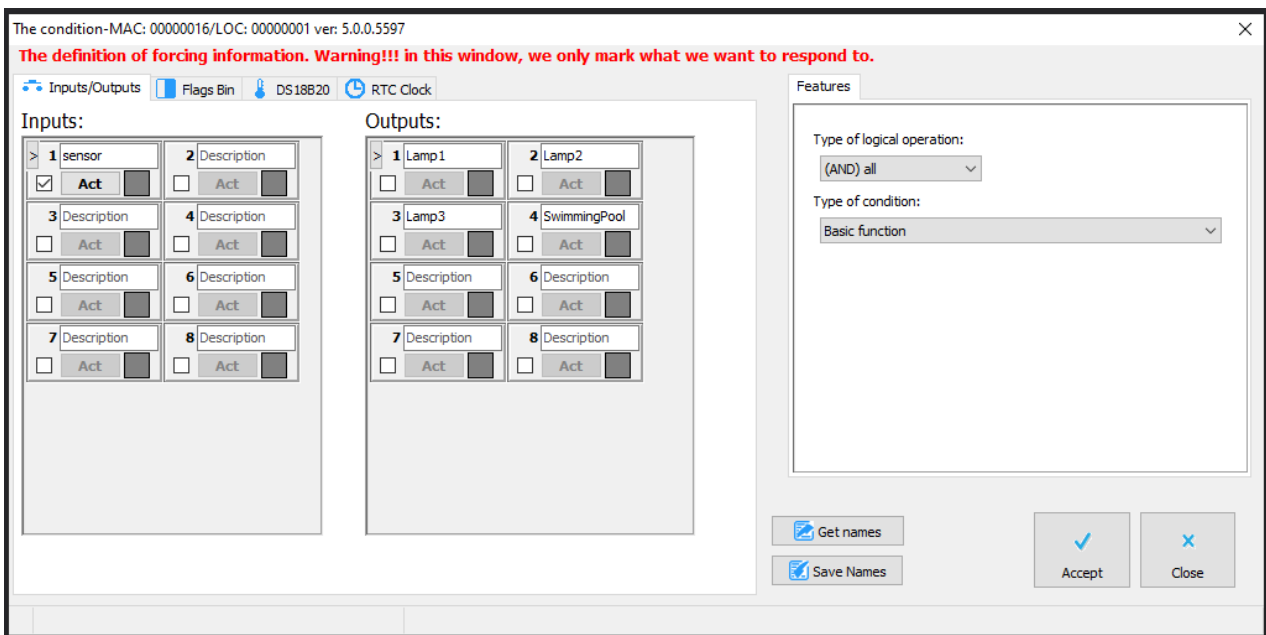 The condition-MAC: 00000016/LOC: 00000001 ver: 5.0.0.5597
The definition of forcing information. Warning!!! in this window, we only mark what we want to respond to.
Inputs/Outputs Flags Bin DS18B20 RTC Clock
Inputs:
> 1 sensor 2 Description
Act Act
3 Description 4 Description
Act Act
5 Description 6 Description
Act Act
7 Description 8 Description
Act Act
Outputs:
> 1 Lamp1 2 Lamp2
Act Act
3 Lamp3 4 SwimmingPool
Act Act
5 Description 6 Description
Act Act
7 Description 8 Description
Act Act
Features
Type of logical operation:
(AND) all
Type of condition:
Basic function
Get names
Save Names
Accept
Close